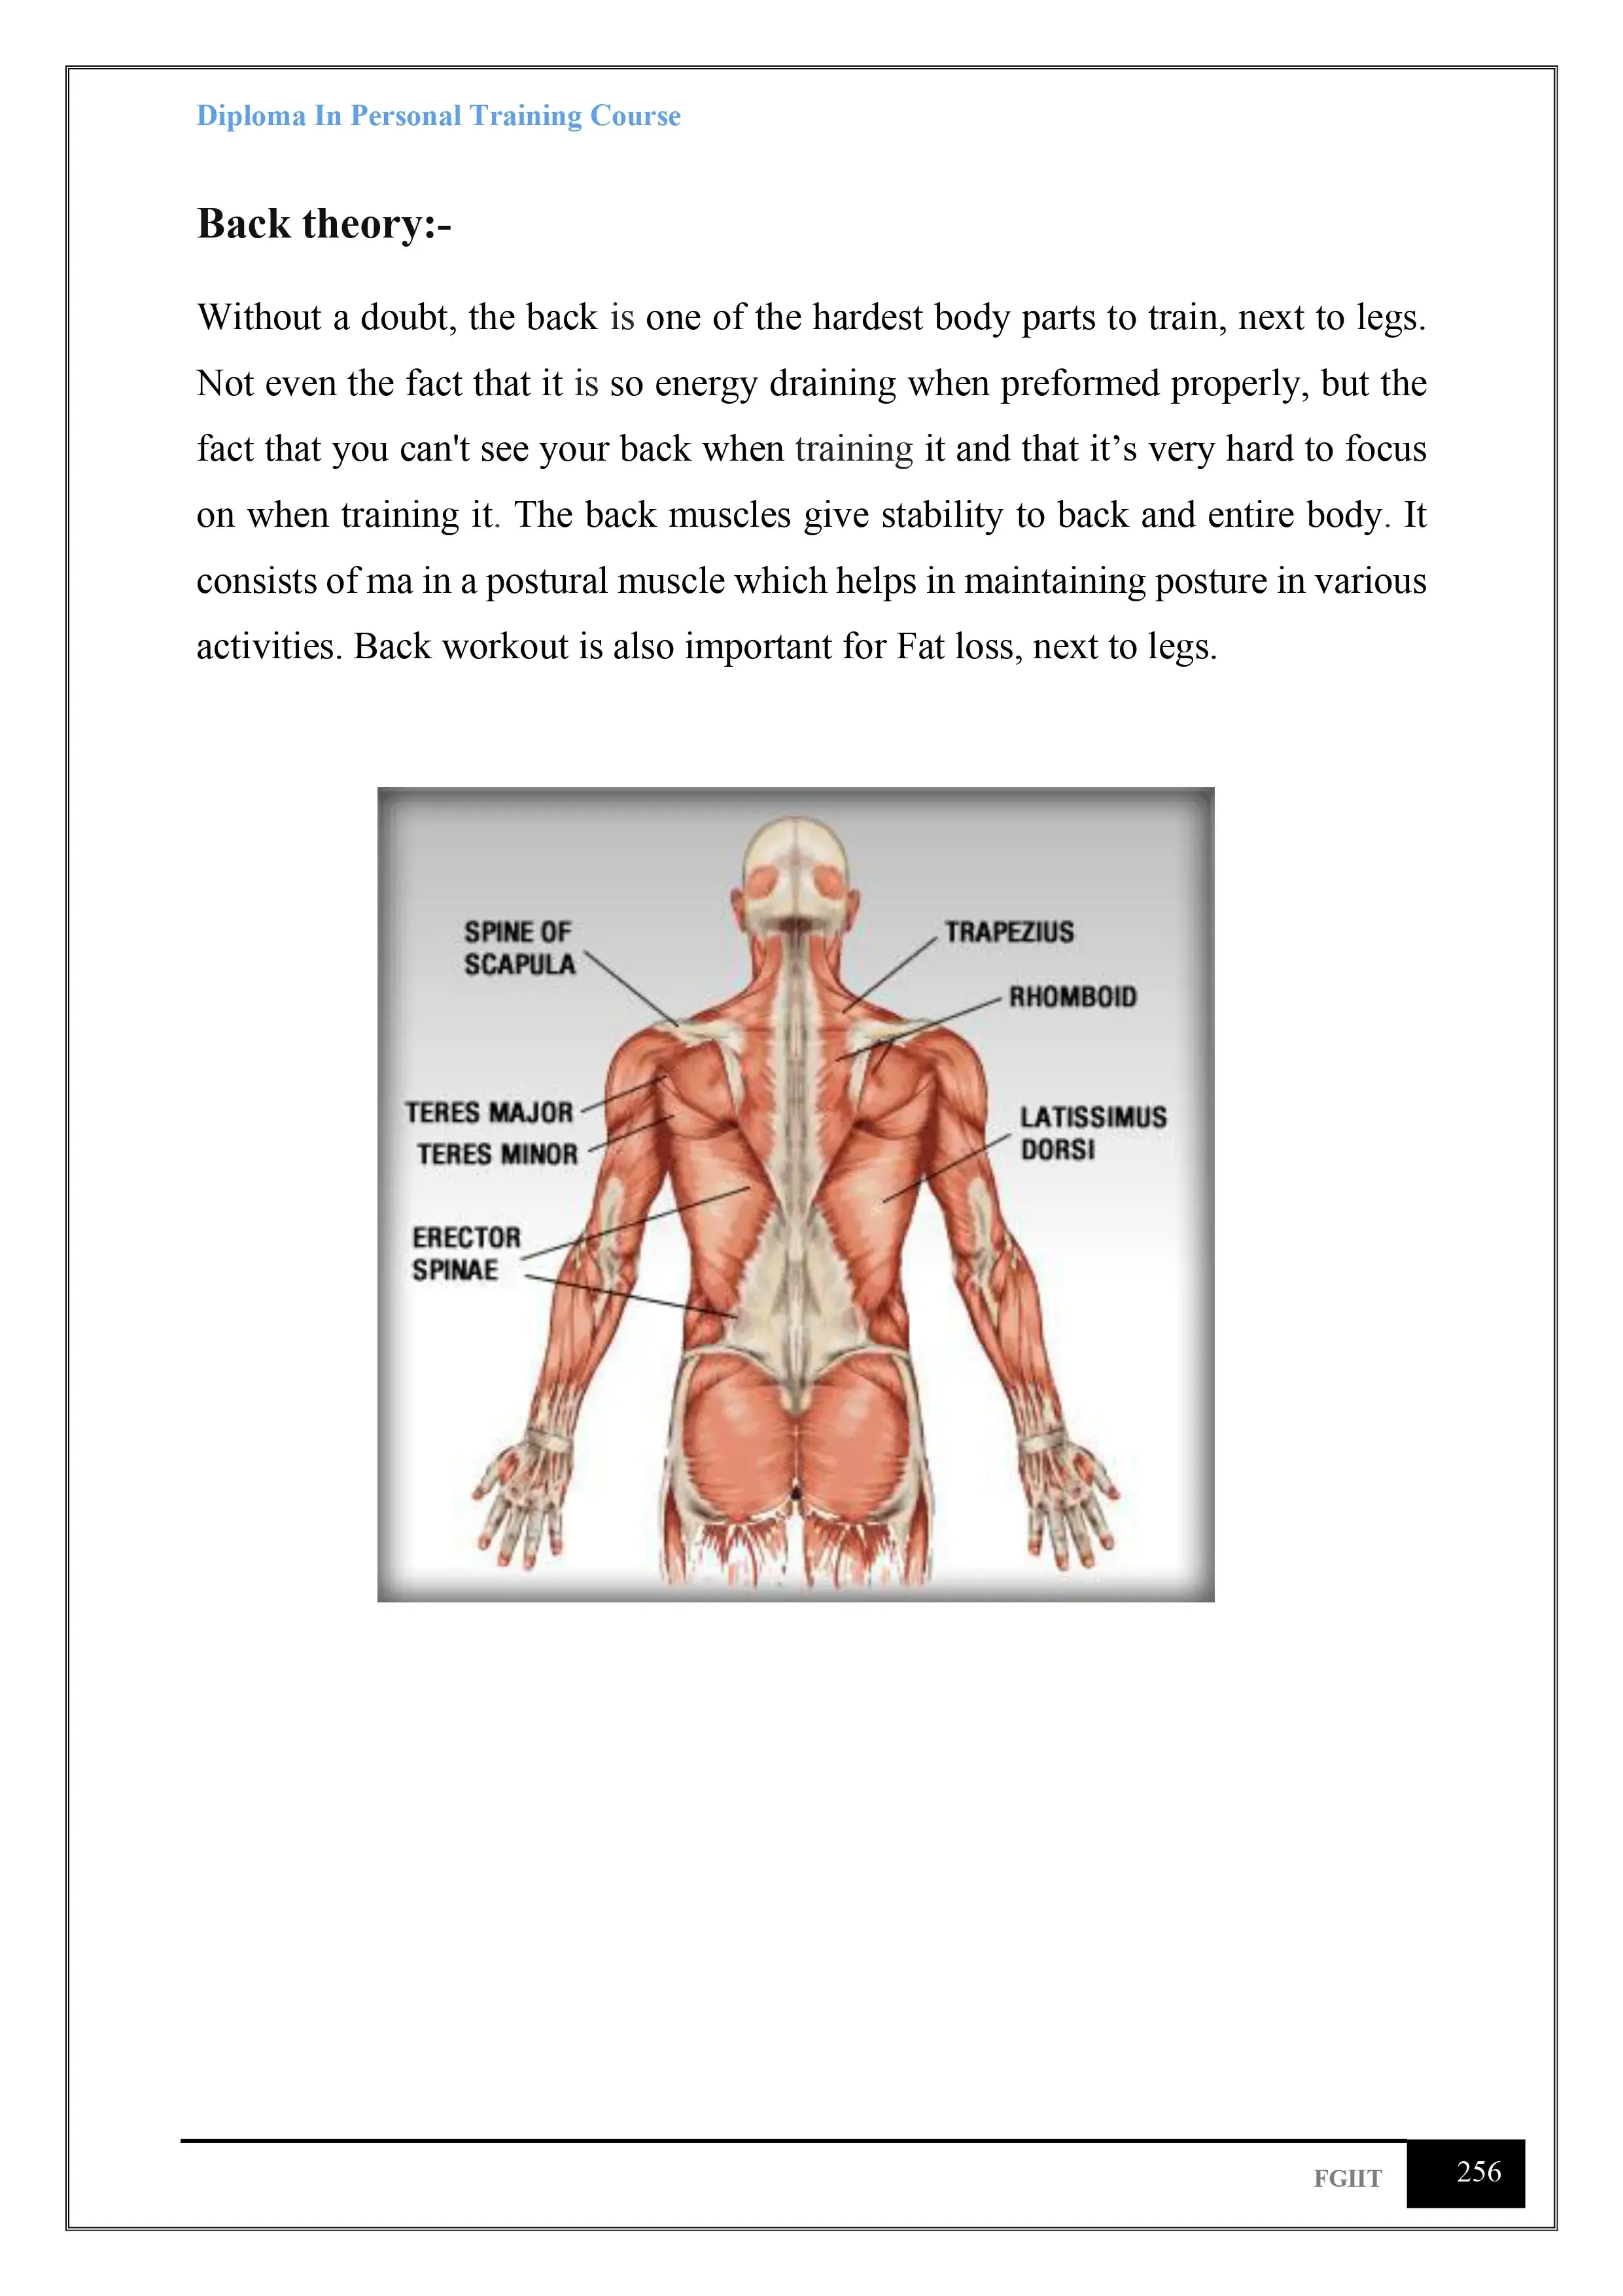 Diploma In Personal Training Course
Back theory:-
Without a doubt, the back is one of the hardest body parts to train, next to legs.
Not even the fact that it is so energy draining when preformed properly, but the
fact that you can't see your back when training it and that it’s very hard to focus
on when training it. The back muscles give stability to back and entire body. It
consists of ma in a postural muscle which helps in maintaining posture in various
activities. Back workout is also important for Fat loss, next to legs.
SPINE OF
SCAPULA
TRAPEZIUS
RHOMBOID
TERES MAJOR
TERES MINOR
LATISSIMUS
DORSI
ERECTOR
SPINAE
FGIIT
256